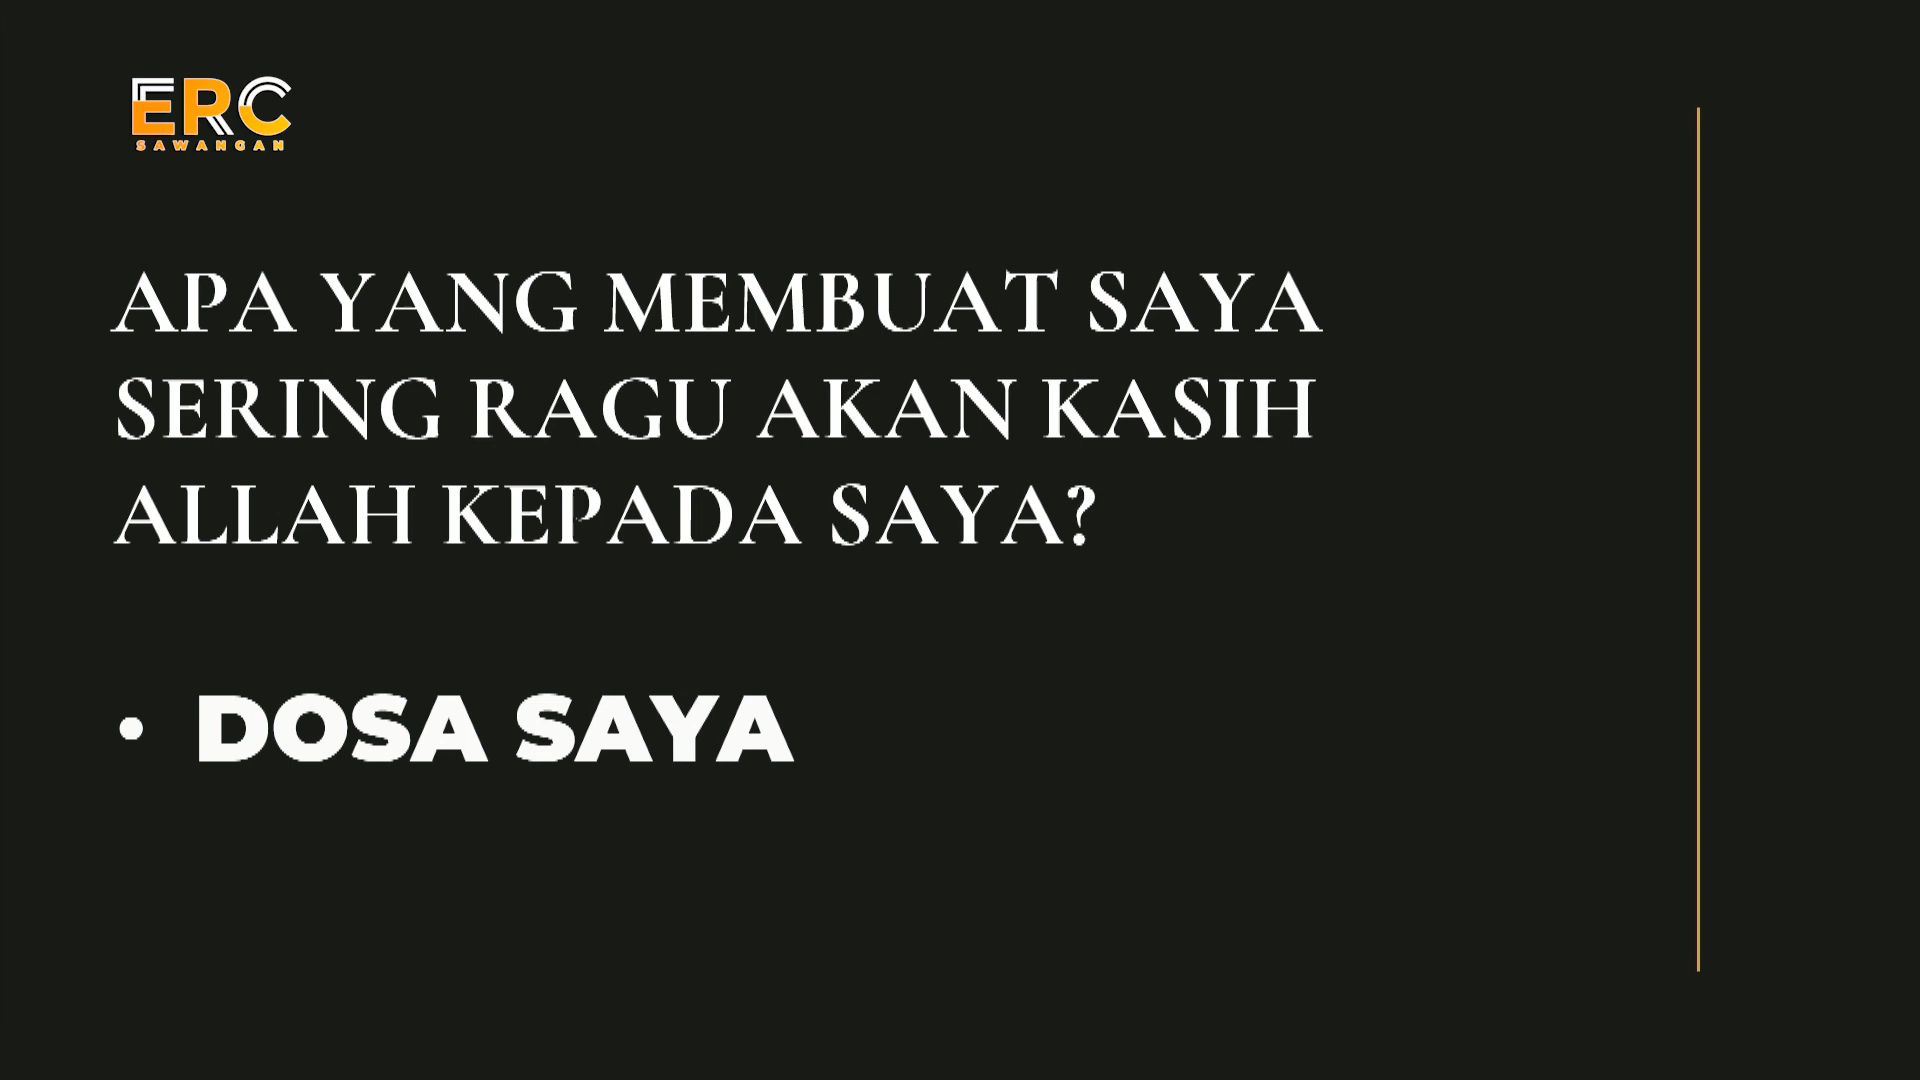 ERC
SAWANGAN
APA YANG MEMBUAT SAYA
SERING RAGU AKAN KASIH
ALLAH KEPADA SAYA?
• DOSA SAYA